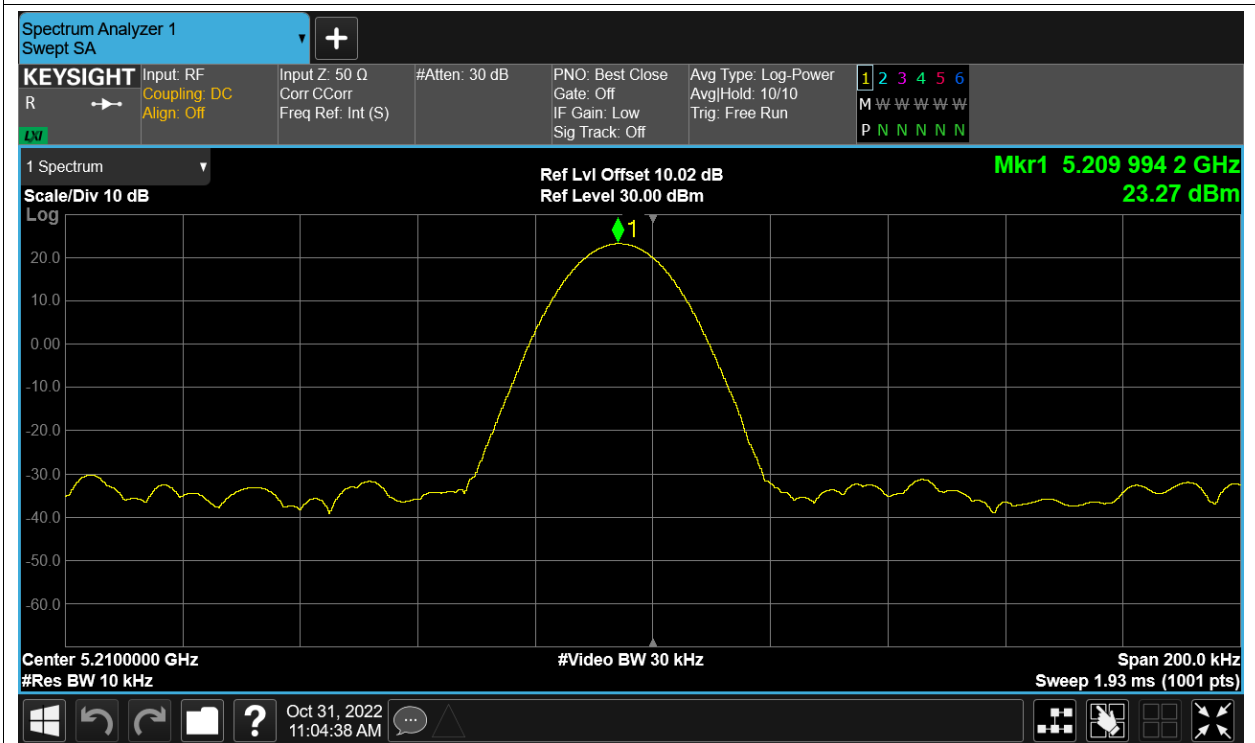 Spectrum Analyzer 1
Swept SA
KEYSIGHT
R
LXI
Input: RF
Coupling: DC
Align: Off
Input Z: 50 Ω
Corr CCorr
Freq Ref: Int (S)
#Atten: 30 dB
PNO: Best Close
Gate: Off
IF Gain: Low
Sig Track: Off
Avg Type: Log-Power
Avg|Hold: 10/10
Trig: Free Run
1 2 3 4 5 6
M W W W W W
P N N N N N
1 Spectrum
Scale/Div 10 dB
Ref Lvl Offset 10.02 dB
Ref Level 30.00 dBm
Mkr1 5.209 994 2 GHz
23.27 dBm
Log
1
20.0
10.0
0.00
-10.0
-20.0
-30.0
-40.0
-50.0
-60.0
Center 5.2100000 GHz
#Video BW 30 kHz
Span 200.0 kHz
#Res BW 10 kHz
Sweep 1.93 ms (1001 pts)
?
Oct 31, 2022
11:04:38 AM